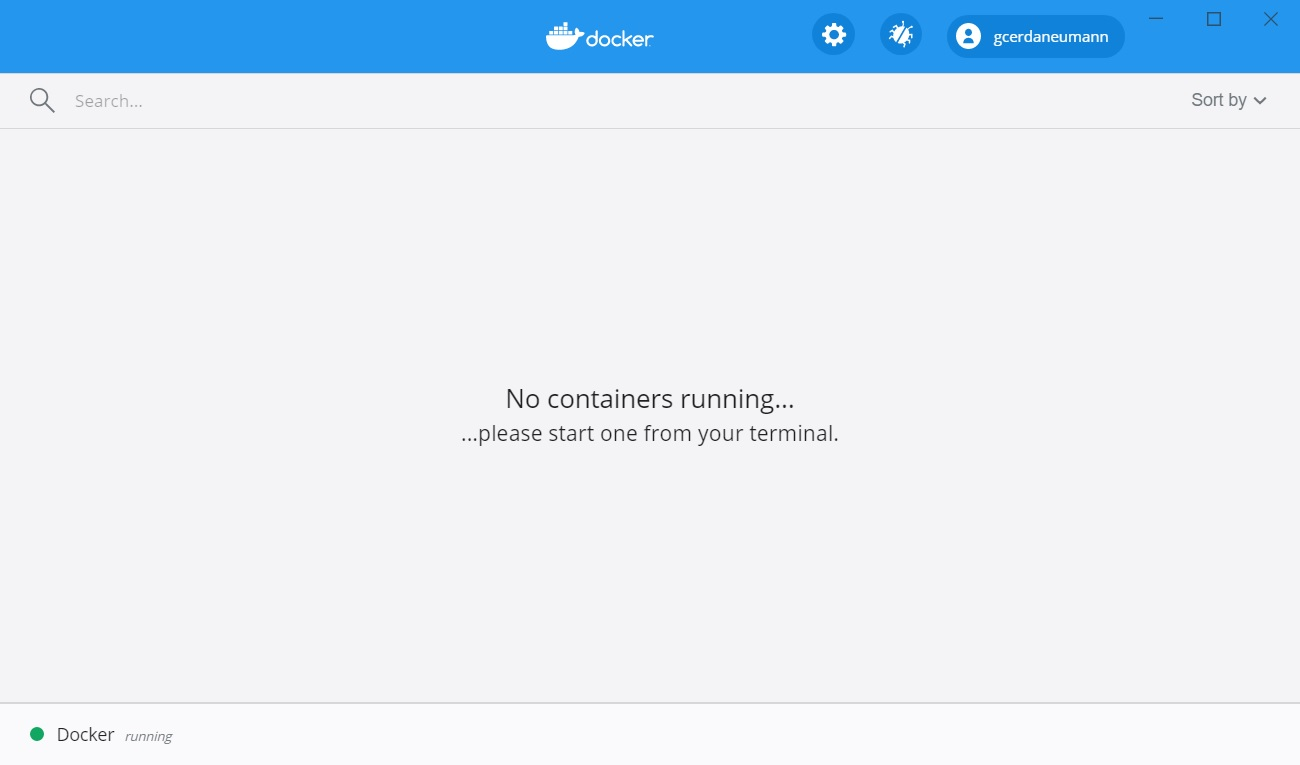 docker
gcerdaneumann
Search...
Sort by
No containers running...
...please start one from your terminal.
Docker running